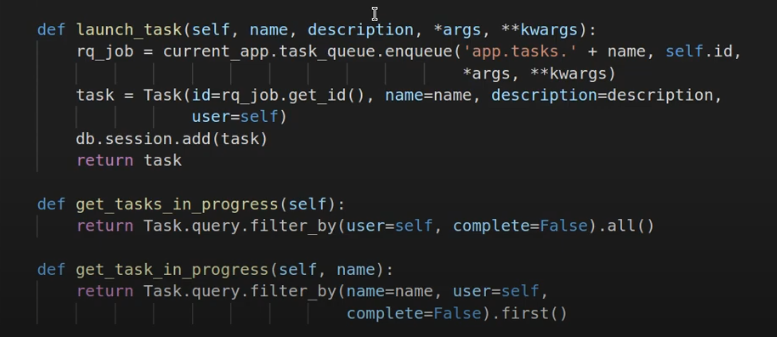 def launch_task(self, name, description, *args, **kwargs):
    rq_job = current_app.task_queue.enqueue('app.tasks.' + name, self.id,
                                            *args, **kwargs)
    task = Task(id=rq_job.get_id(), name=name, description=description,
                user=self)
    db.session.add(task)
    return task

def get_tasks_in_progress(self):
    return Task.query.filter_by(user=self, complete=False).all()

def get_task_in_progress(self, name):
    return Task.query.filter_by(name=name, user=self,
                                complete=False).first()